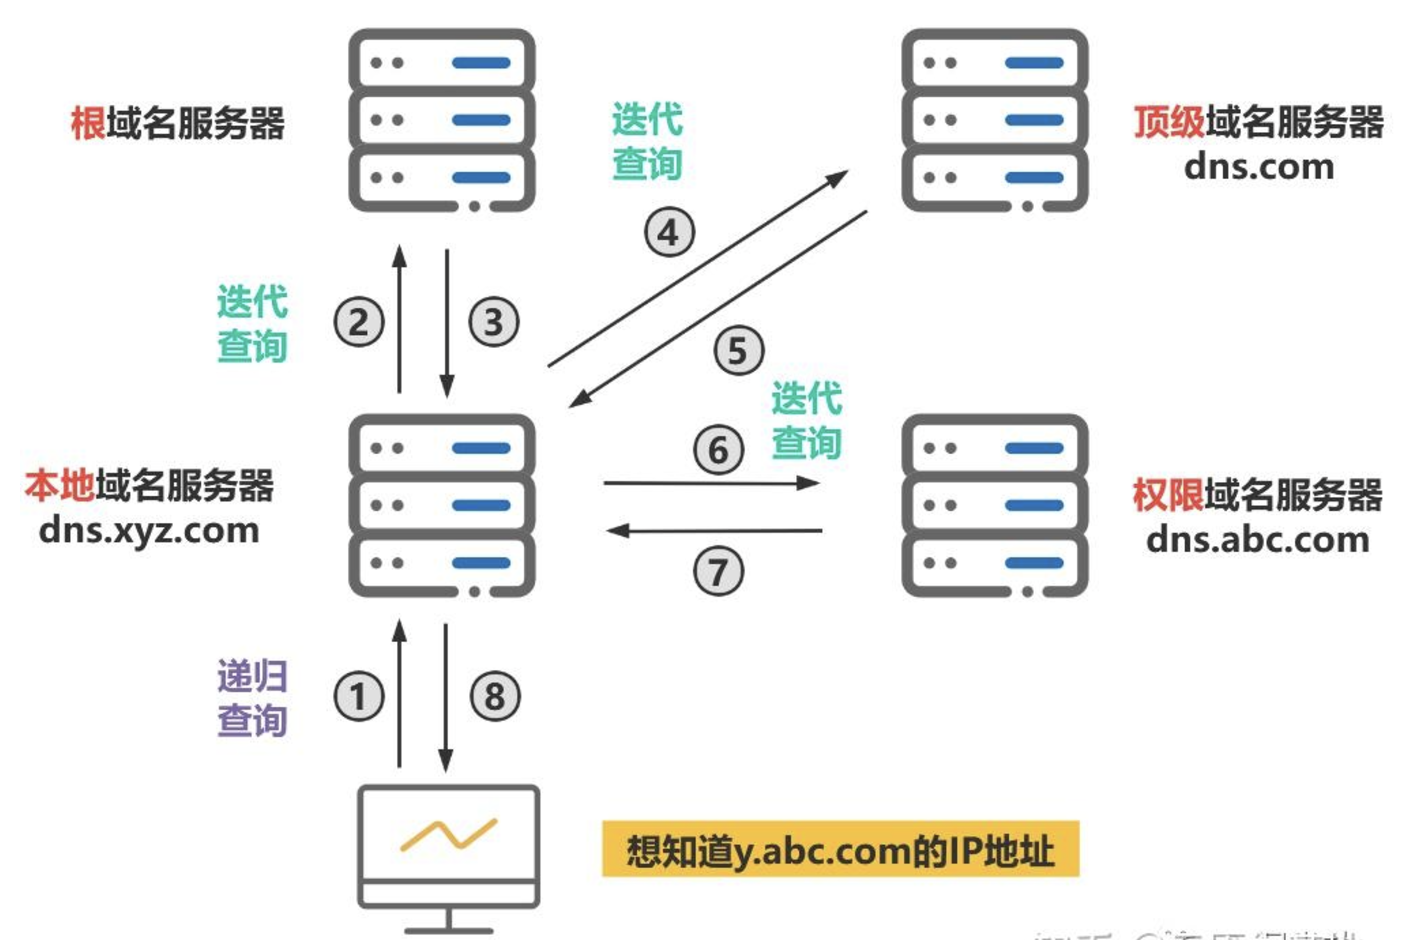 根域名服务器
迭代
查询
顶级域名服务器
dns.com
4
迭代
查询
2
3
5
迭代
查询
6
本地域名服务器
dns.xyz.com
权限域名服务器
dns.abc.com
7
递归
查询
1
8
想知道y.abc.com的IP地址